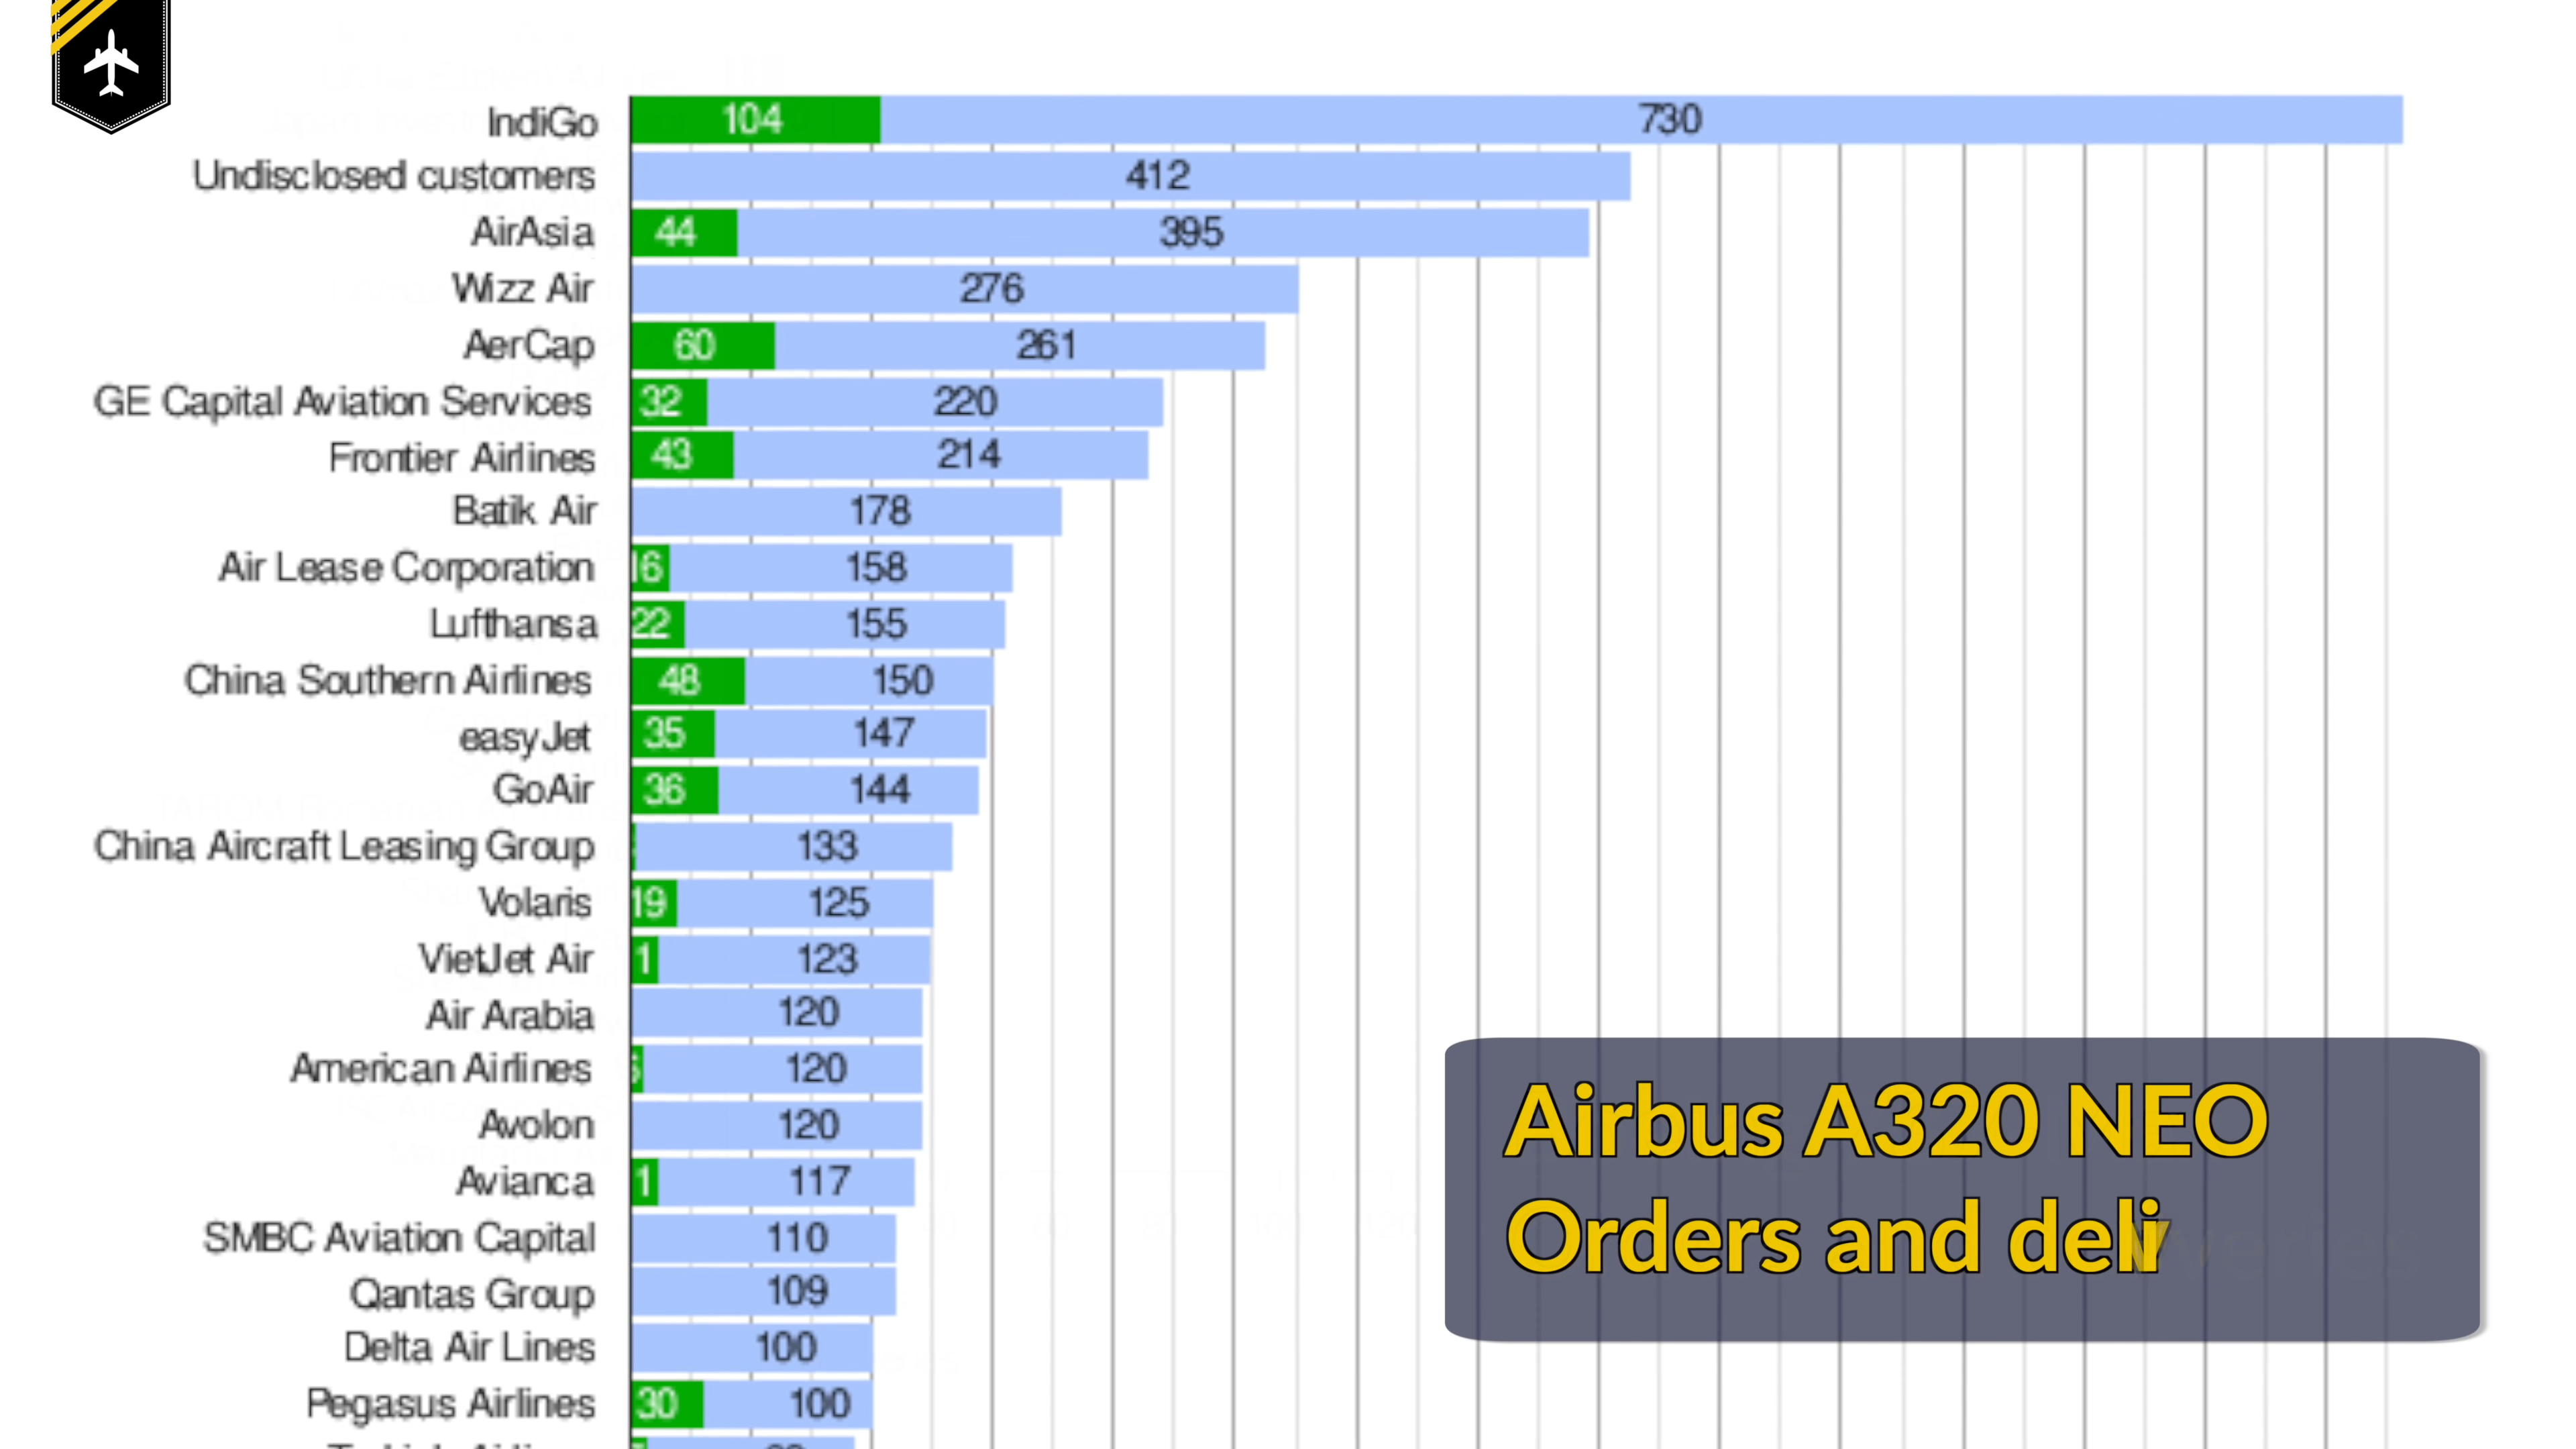 IndiGo 104 730
Undisclosed customers 412
AirAsia 44 395
Wizz Air 276
AerCap 60 261
GE Capital Aviation Services 32 220
Frontier Airlines 43 214
Batik Air 178
Air Lease Corporation 16 158
Lufthansa 22 155
China Southern Airlines 48 150
easyJet 35 147
GoAir 36 144
China Aircraft Leasing Group 133
Volaris 19 125
VietJet Air 1 123
Air Arabia 120
American Airlines 120
Avolon 120
Avianca 1 117
SMBC Aviation Capital 110
Qantas Group 109
Delta Air Lines 100
Pegasus Airlines 30 100
Airbus A320 NEO
Orders and deli